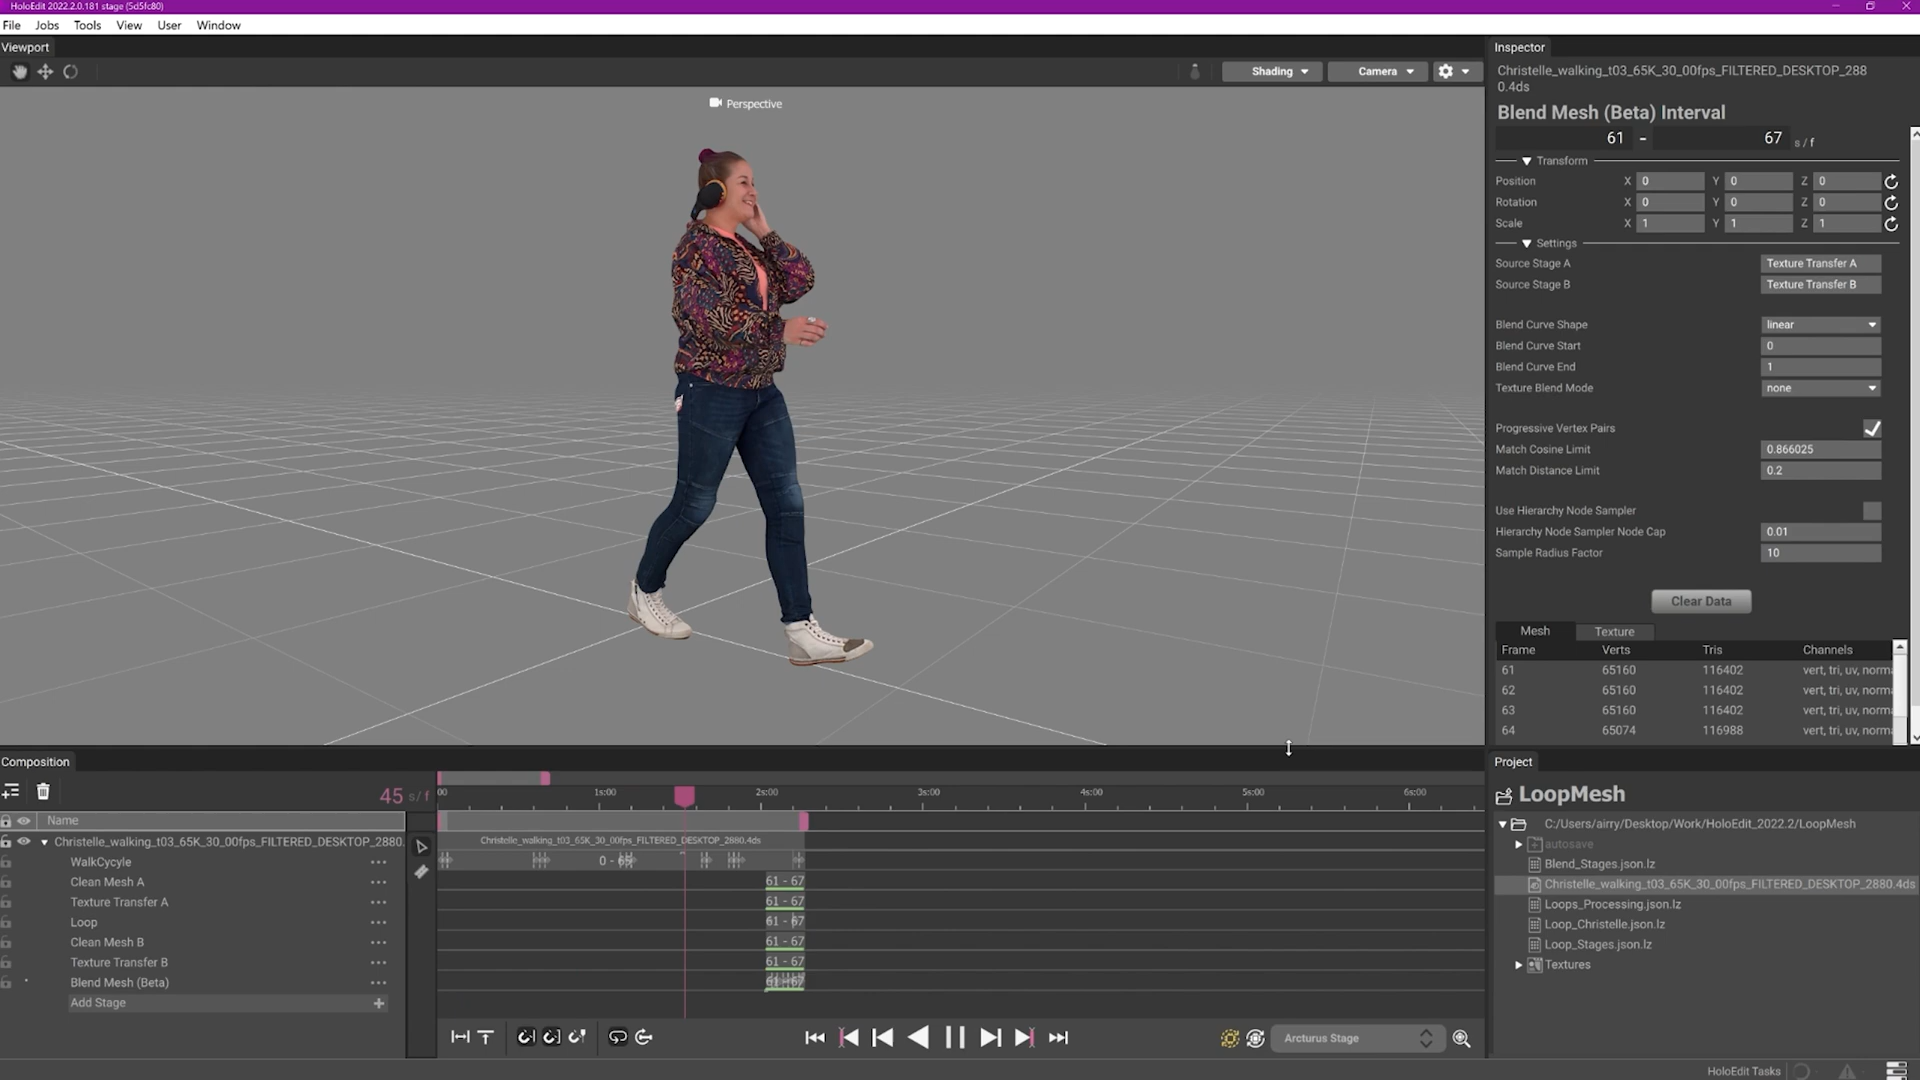 HoloEdit 2022.2.0.181 stage (5d5fc80)
File Jobs Tools View User Window
Viewport
Shading
Camera
Perspective
Inspector
Christelle_walking_t03_65K_30_00fps_FILTERED_DESKTOP_288
0.4ds
Blend Mesh (Beta) Interval
61 - 67 s / f
Transform
Position X 0 Y 0 Z 0
Rotation X 0 Y 0 Z 0
Scale X 1 Y 1 Z 1
Settings
Source Stage A Texture Transfer A
Source Stage B Texture Transfer B
Blend Curve Shape linear
Blend Curve Start 0
Blend Curve End 1
Texture Blend Mode none
Progressive Vertex Pairs
Match Cosine Limit 0.866025
Match Distance Limit 0.2
Use Hierarchy Node Sampler
Hierarchy Node Sampler Node Cap 0.01
Sample Radius Factor 10
Clear Data
Mesh Texture
Frame Verts Tris Channels
61 65160 116402 vert, tri, uv, norm
62 65160 116402 vert, tri, uv, norm
63 65160 116402 vert, tri, uv, norm
64 65074 116988 vert, tri, uv, norm
Composition
45 s / f
00 1s:00 2s:00 3s:00 4s:00 5s:00 6s:00
Name
Christelle_walking_t03_65K_30_00fps_FILTERED_DESKTOP_2880.
Christelle_walking_t03_65K_30_00fps_FILTERED_DESKTOP_2880.4ds
WalkCycyle ... 0 - 65
Clean Mesh A ... 61 - 67
Texture Transfer A ... 61 - 67
Loop ... 61 - 67
Clean Mesh B ... 61 - 67
Texture Transfer B ... 61 - 67
Blend Mesh (Beta) ... 61 - 67
Add Stage +
Arcturus Stage
Project
LoopMesh
C:/Users/airry/Desktop/Work/HoloEdit_2022.2/LoopMesh
autosave
Blend_Stages.json.lz
Christelle_walking_t03_65K_30_00fps_FILTERED_DESKTOP_2880.4ds
Loops_Processing.json.lz
Loop_Christelle.json.lz
Loop_Stages.json.lz
Textures
HoloEdit Tasks